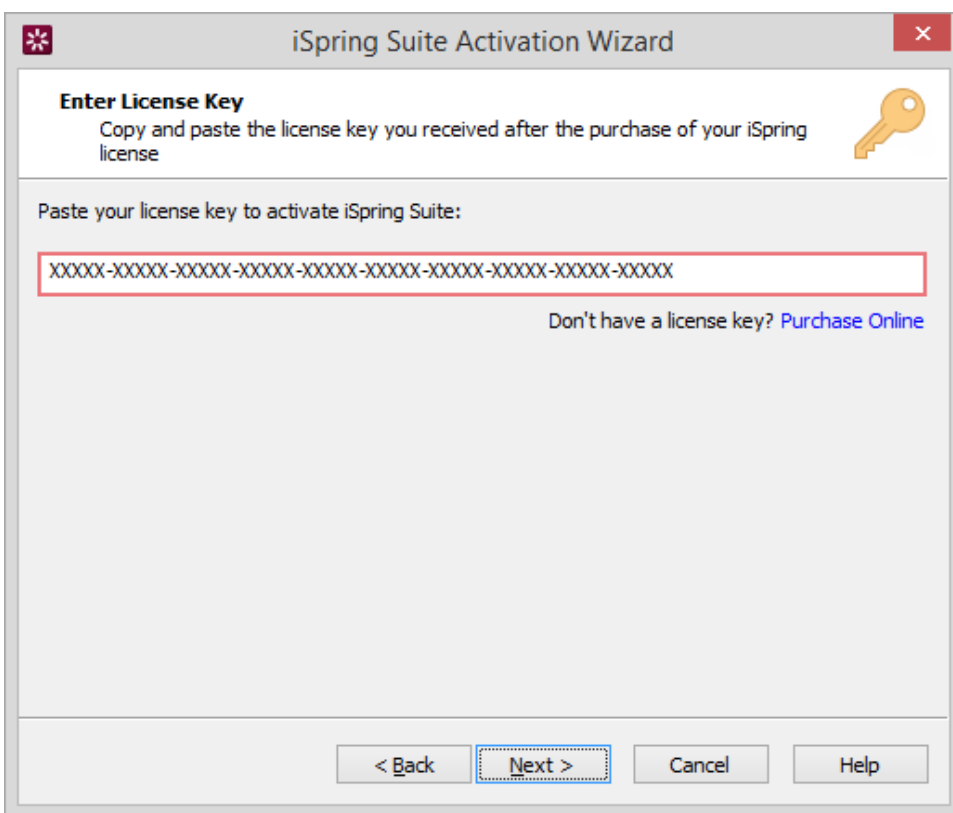 iSpring Suite Activation Wizard
Enter License Key
Copy and paste the license key you received after the purchase of your iSpring
license
Paste your license key to activate iSpring Suite:
XXXXX-XXXXX-XXXXX-XXXXX-XXXXX-XXXXX-XXXXX-XXXXX-XXXXX-XXXXX
Don't have a license key? Purchase Online
< Back Next > Cancel Help